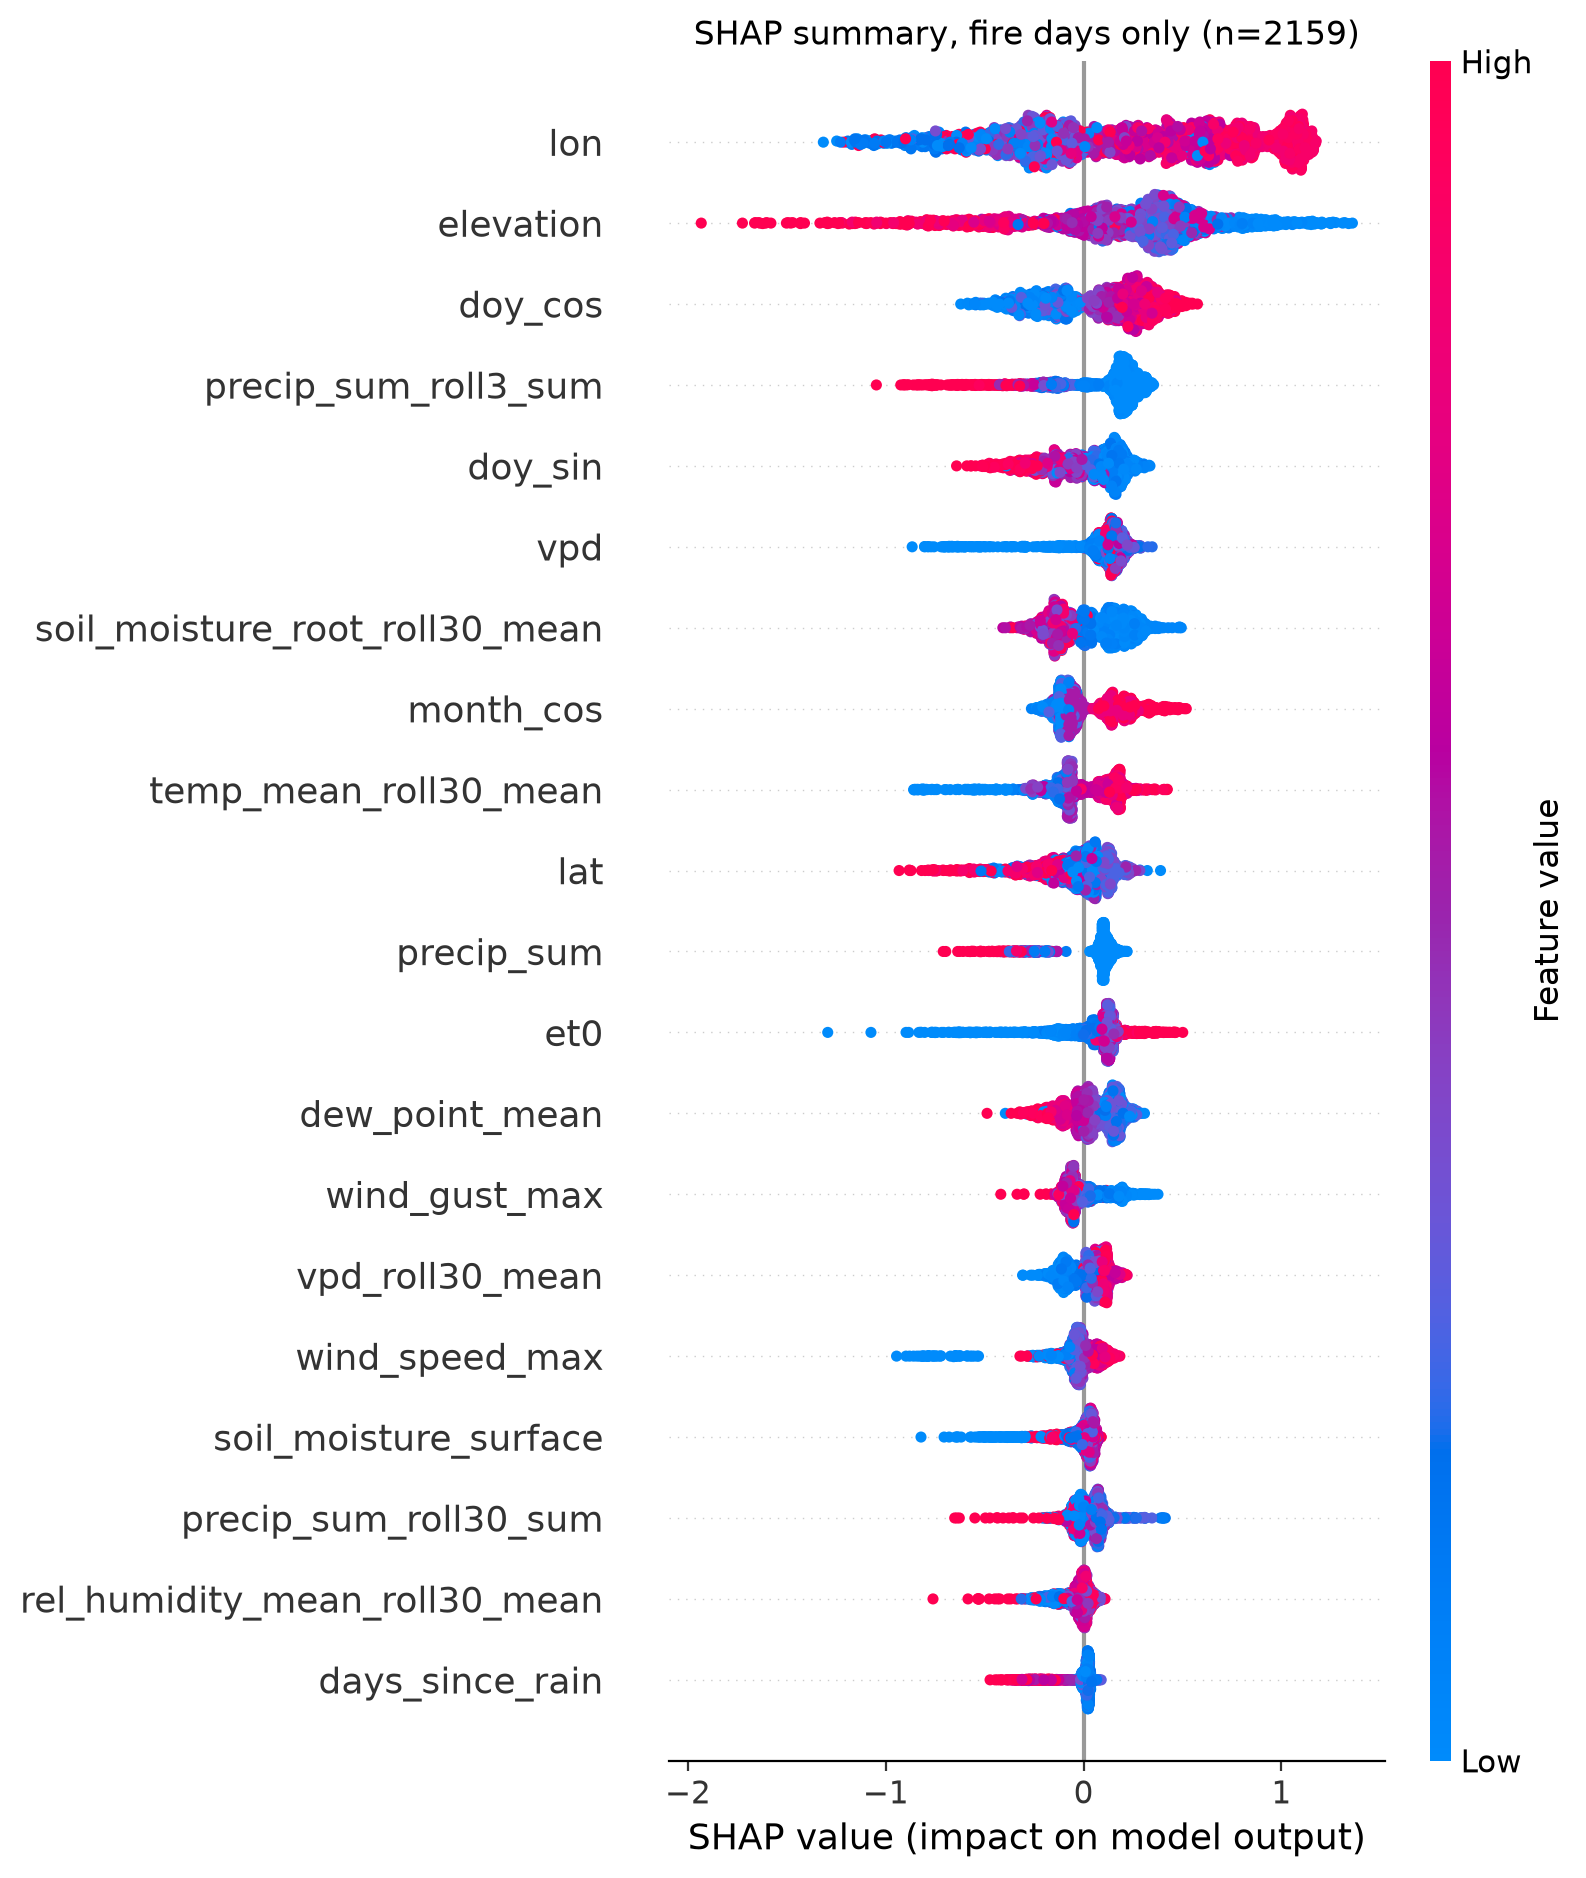 SHAP summary, fire days only (n=2159)
High
lon
elevation
doy_cos
precip_sum_roll3_sum
doy_sin
vpd
soil_moisture_root_roll30_mean
month_cos
temp_mean_roll30_mean
lat
precip_sum
et0
dew_point_mean
wind_gust_max
vpd_roll30_mean
wind_speed_max
soil_moisture_surface
precip_sum_roll30_sum
rel_humidity_mean_roll30_mean
days_since_rain
Feature value
Low
−2 −1 0 1
SHAP value (impact on model output)